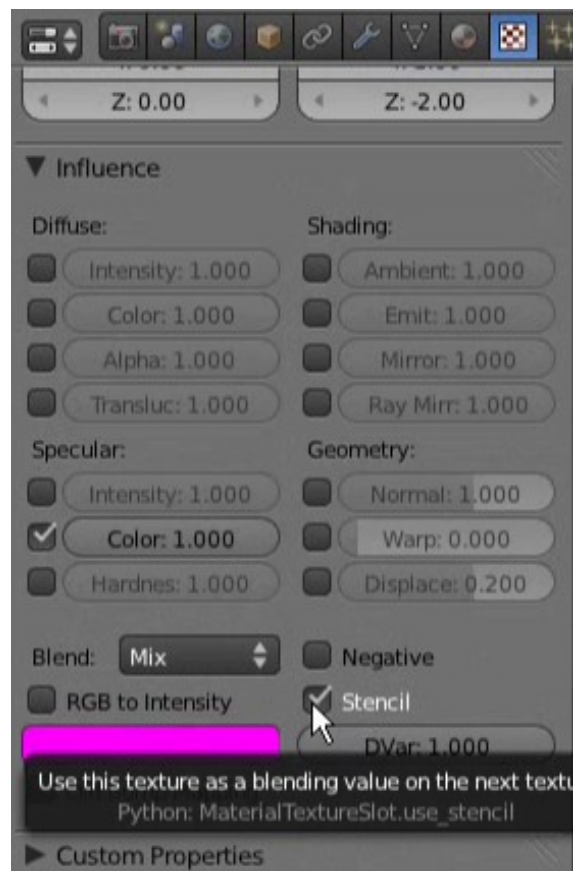 Z: 0.00
Z: -2.00
Influence
Diffuse:
Shading:
Intensity: 1.000
Ambient: 1.000
Color: 1.000
Emit: 1.000
Alpha: 1.000
Mirror: 1.000
Transluc: 1.000
Ray Mirr: 1.000
Specular:
Geometry:
Intensity: 1.000
Normal: 1.000
Color: 1.000
Warp: 0.000
Hardnes: 1.000
Displace: 0.200
Blend: Mix
Negative
RGB to Intensity
Stencil
DVar: 1.000
Use this texture as a blending value on the next textu
Python: MaterialTextureSlot.use_stencil
Custom Properties